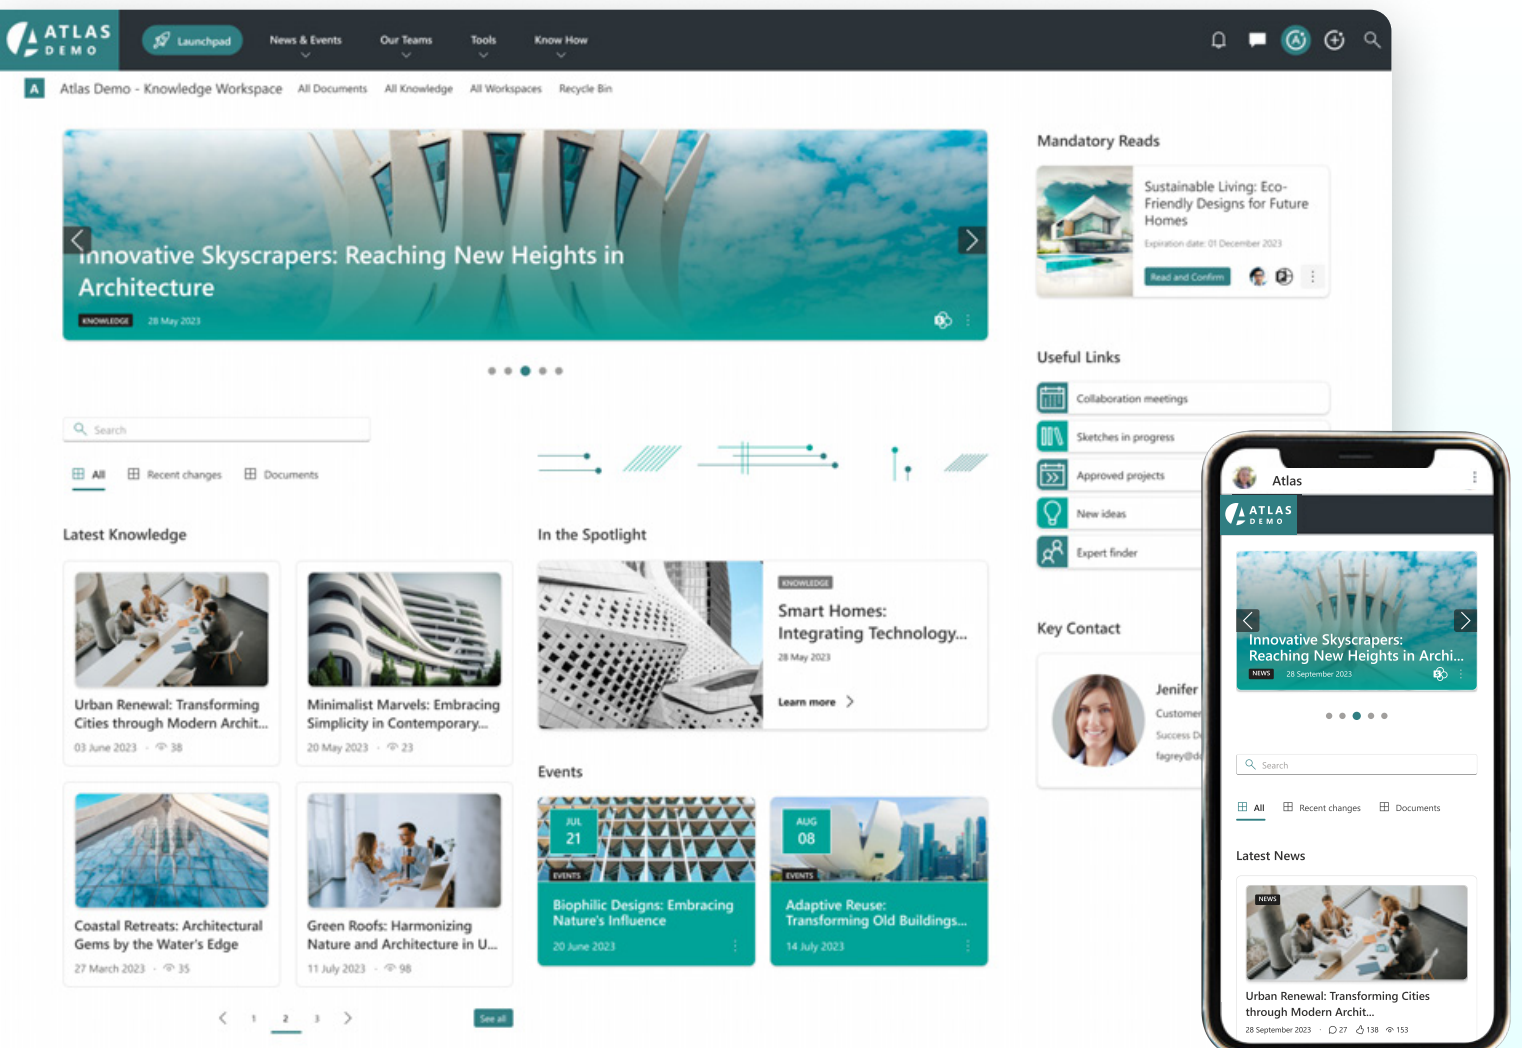 ATLAS
DEMO
Launchpad
News & Events
Our Teams
Tools
Know How
A
Atlas Demo - Knowledge Workspace
All Documents
All Knowledge
All Workspaces
Recycle Bin
Innovative Skyscrapers: Reaching New Heights in
Architecture
KNOWLEDGE
28 May 2023
Search
All
Recent changes
Documents
Latest Knowledge
Urban Renewal: Transforming
Cities through Modern Archit...
03 June 2023 · 38
Minimalist Marvels: Embracing
Simplicity in Contemporary...
20 May 2023 · 23
Coastal Retreats: Architectural
Gems by the Water's Edge
27 March 2023 · 35
Green Roofs: Harmonizing
Nature and Architecture in U...
11 July 2023 · 98
1
2
3
See all
In the Spotlight
KNOWLEDGE
Smart Homes:
Integrating Technology...
28 May 2023
Learn more
Events
JUL
21
EVENTS
Biophilic Designs: Embracing
Nature's Influence
20 June 2023
AUG
08
EVENTS
Adaptive Reuse:
Transforming Old Buildings...
14 July 2023
Mandatory Reads
Sustainable Living: Eco-
Friendly Designs for Future
Homes
Expiration date: 01 December 2023
Read and Confirm
Useful Links
Collaboration meetings
Sketches in progress
Approved projects
New ideas
Expert finder
Key Contact
Jenifer
Customer
Success D
fagrey@d
Atlas
ATLAS
DEMO
Innovative Skyscrapers:
Reaching New Heights in Archi...
NEWS
28 September 2023
Search
All
Recent changes
Documents
Latest News
NEWS
Urban Renewal: Transforming Cities
through Modern Archit...
28 September 2023 · 27 138 153